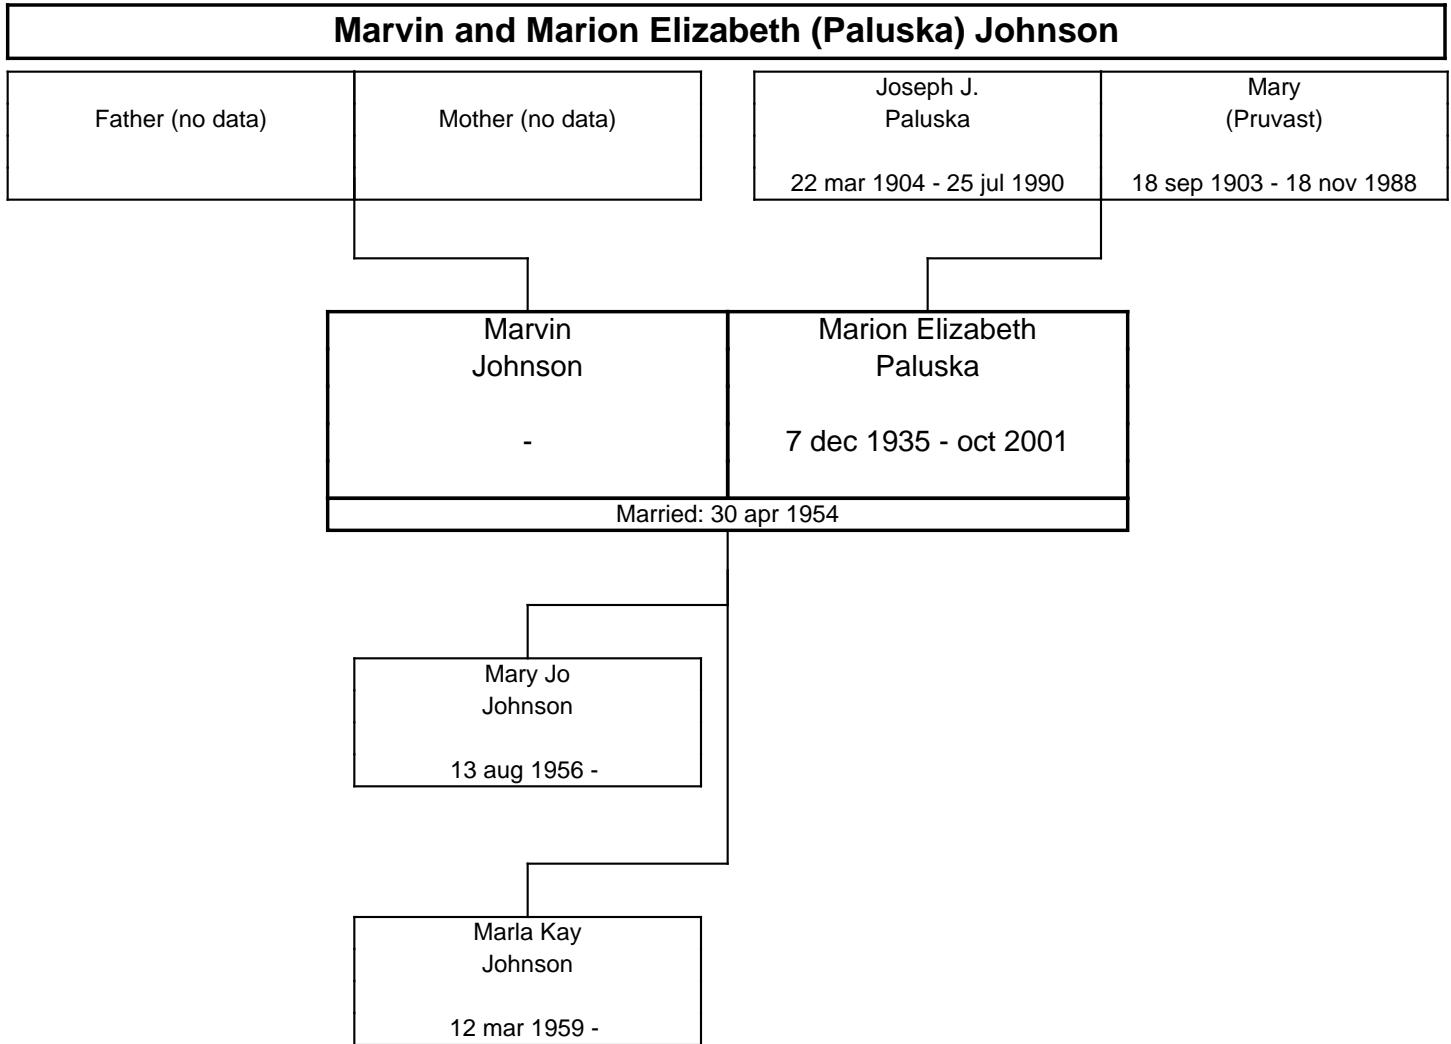 Marvin and Marion Elizabeth (Paluska) Johnson
Father (no data)
Mother (no data)
Joseph J.
Paluska
22 mar 1904 - 25 jul 1990
Mary
(Pruvast)
18 sep 1903 - 18 nov 1988
Marvin
Johnson
-
Marion Elizabeth
Paluska
7 dec 1935 - oct 2001
Married: 30 apr 1954
Mary Jo
Johnson
13 aug 1956 -
Marla Kay
Johnson
12 mar 1959 -